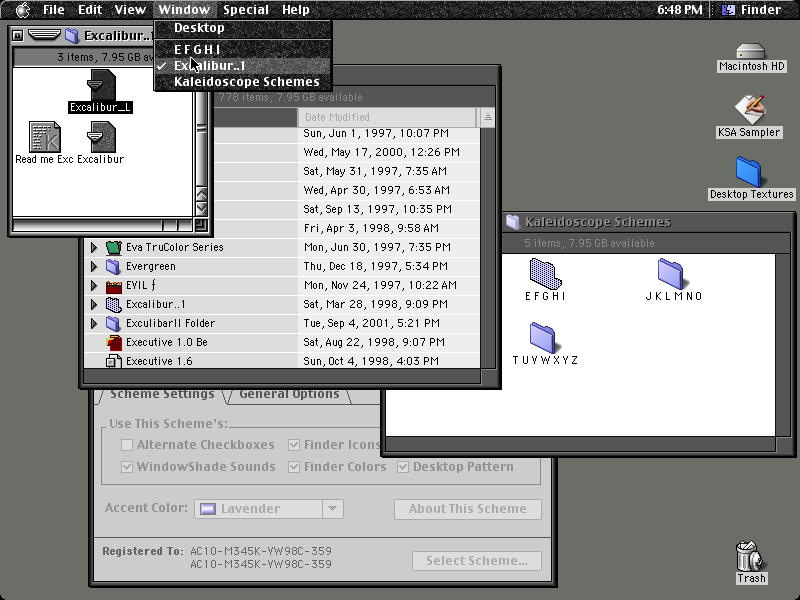 File Edit View Window Special Help 6:48 PM Finder
Desktop
E F G H I
Excalibur..1
Kaleidoscope Schemes
Excalibur..1
3 items, 7.95 GB av
Excalibur_L
Read me Exc
Excalibur
778 items, 7.95 GB available
Date Modified
Sun, Jun 1, 1997, 10:07 PM
Wed, May 17, 2000, 12:26 PM
Sat, May 31, 1997, 7:35 AM
Wed, Apr 30, 1997, 6:53 AM
Sat, Sep 13, 1997, 10:35 PM
Fri, Apr 3, 1998, 9:58 AM
Eva TruColor Series Mon, Jun 30, 1997, 7:35 PM
Evergreen Thu, Dec 18, 1997, 5:34 PM
EVIL ƒ Mon, Nov 24, 1997, 10:22 AM
Excalibur..1 Sat, Mar 28, 1998, 9:09 PM
ExculibarII Folder Tue, Sep 4, 2001, 5:21 PM
Executive 1.0 Be Sat, Aug 22, 1998, 9:07 PM
Executive 1.6 Sun, Oct 4, 1998, 4:03 PM
Macintosh HD
KSA Sampler
Desktop Textures
Kaleidoscope Schemes
5 items, 7.95 GB available
E F G H I
J K L M N O
T U V W X Y Z
Scheme Settings General Options
Use This Scheme's:
Alternate Checkboxes Finder Icons
WindowShade Sounds Finder Colors Desktop Pattern
Accent Color: Lavender About This Scheme
Registered To: AC10-M345K-YW98C-359
AC10-M345K-YW98C-359
Select Scheme...
Trash